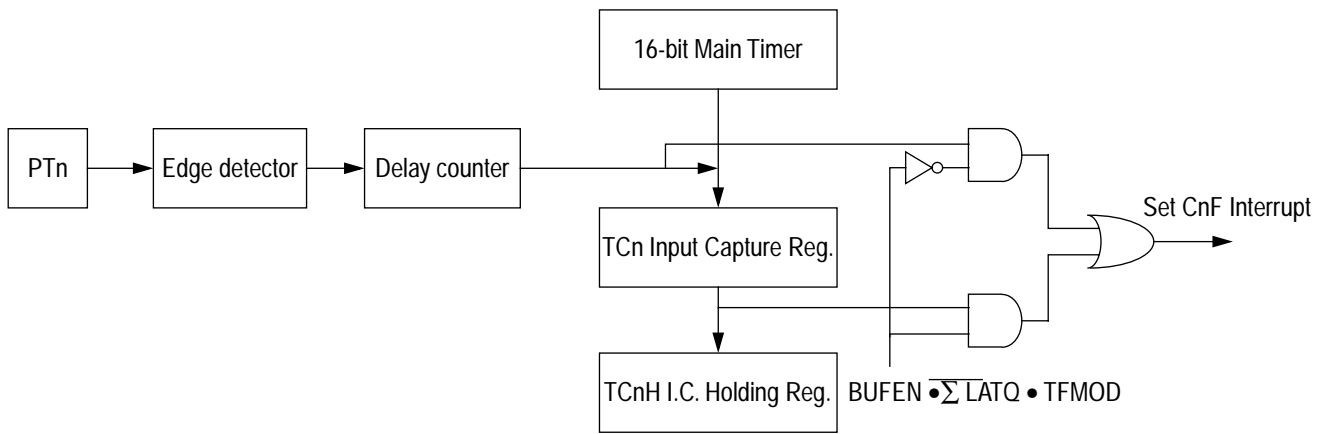 16-bit Main Timer
PTn
Edge detector
Delay counter
Set CnF Interrupt
TCn Input Capture Reg.
TCnH I.C. Holding Reg.
BUFEN •Σ LATQ • TFMOD